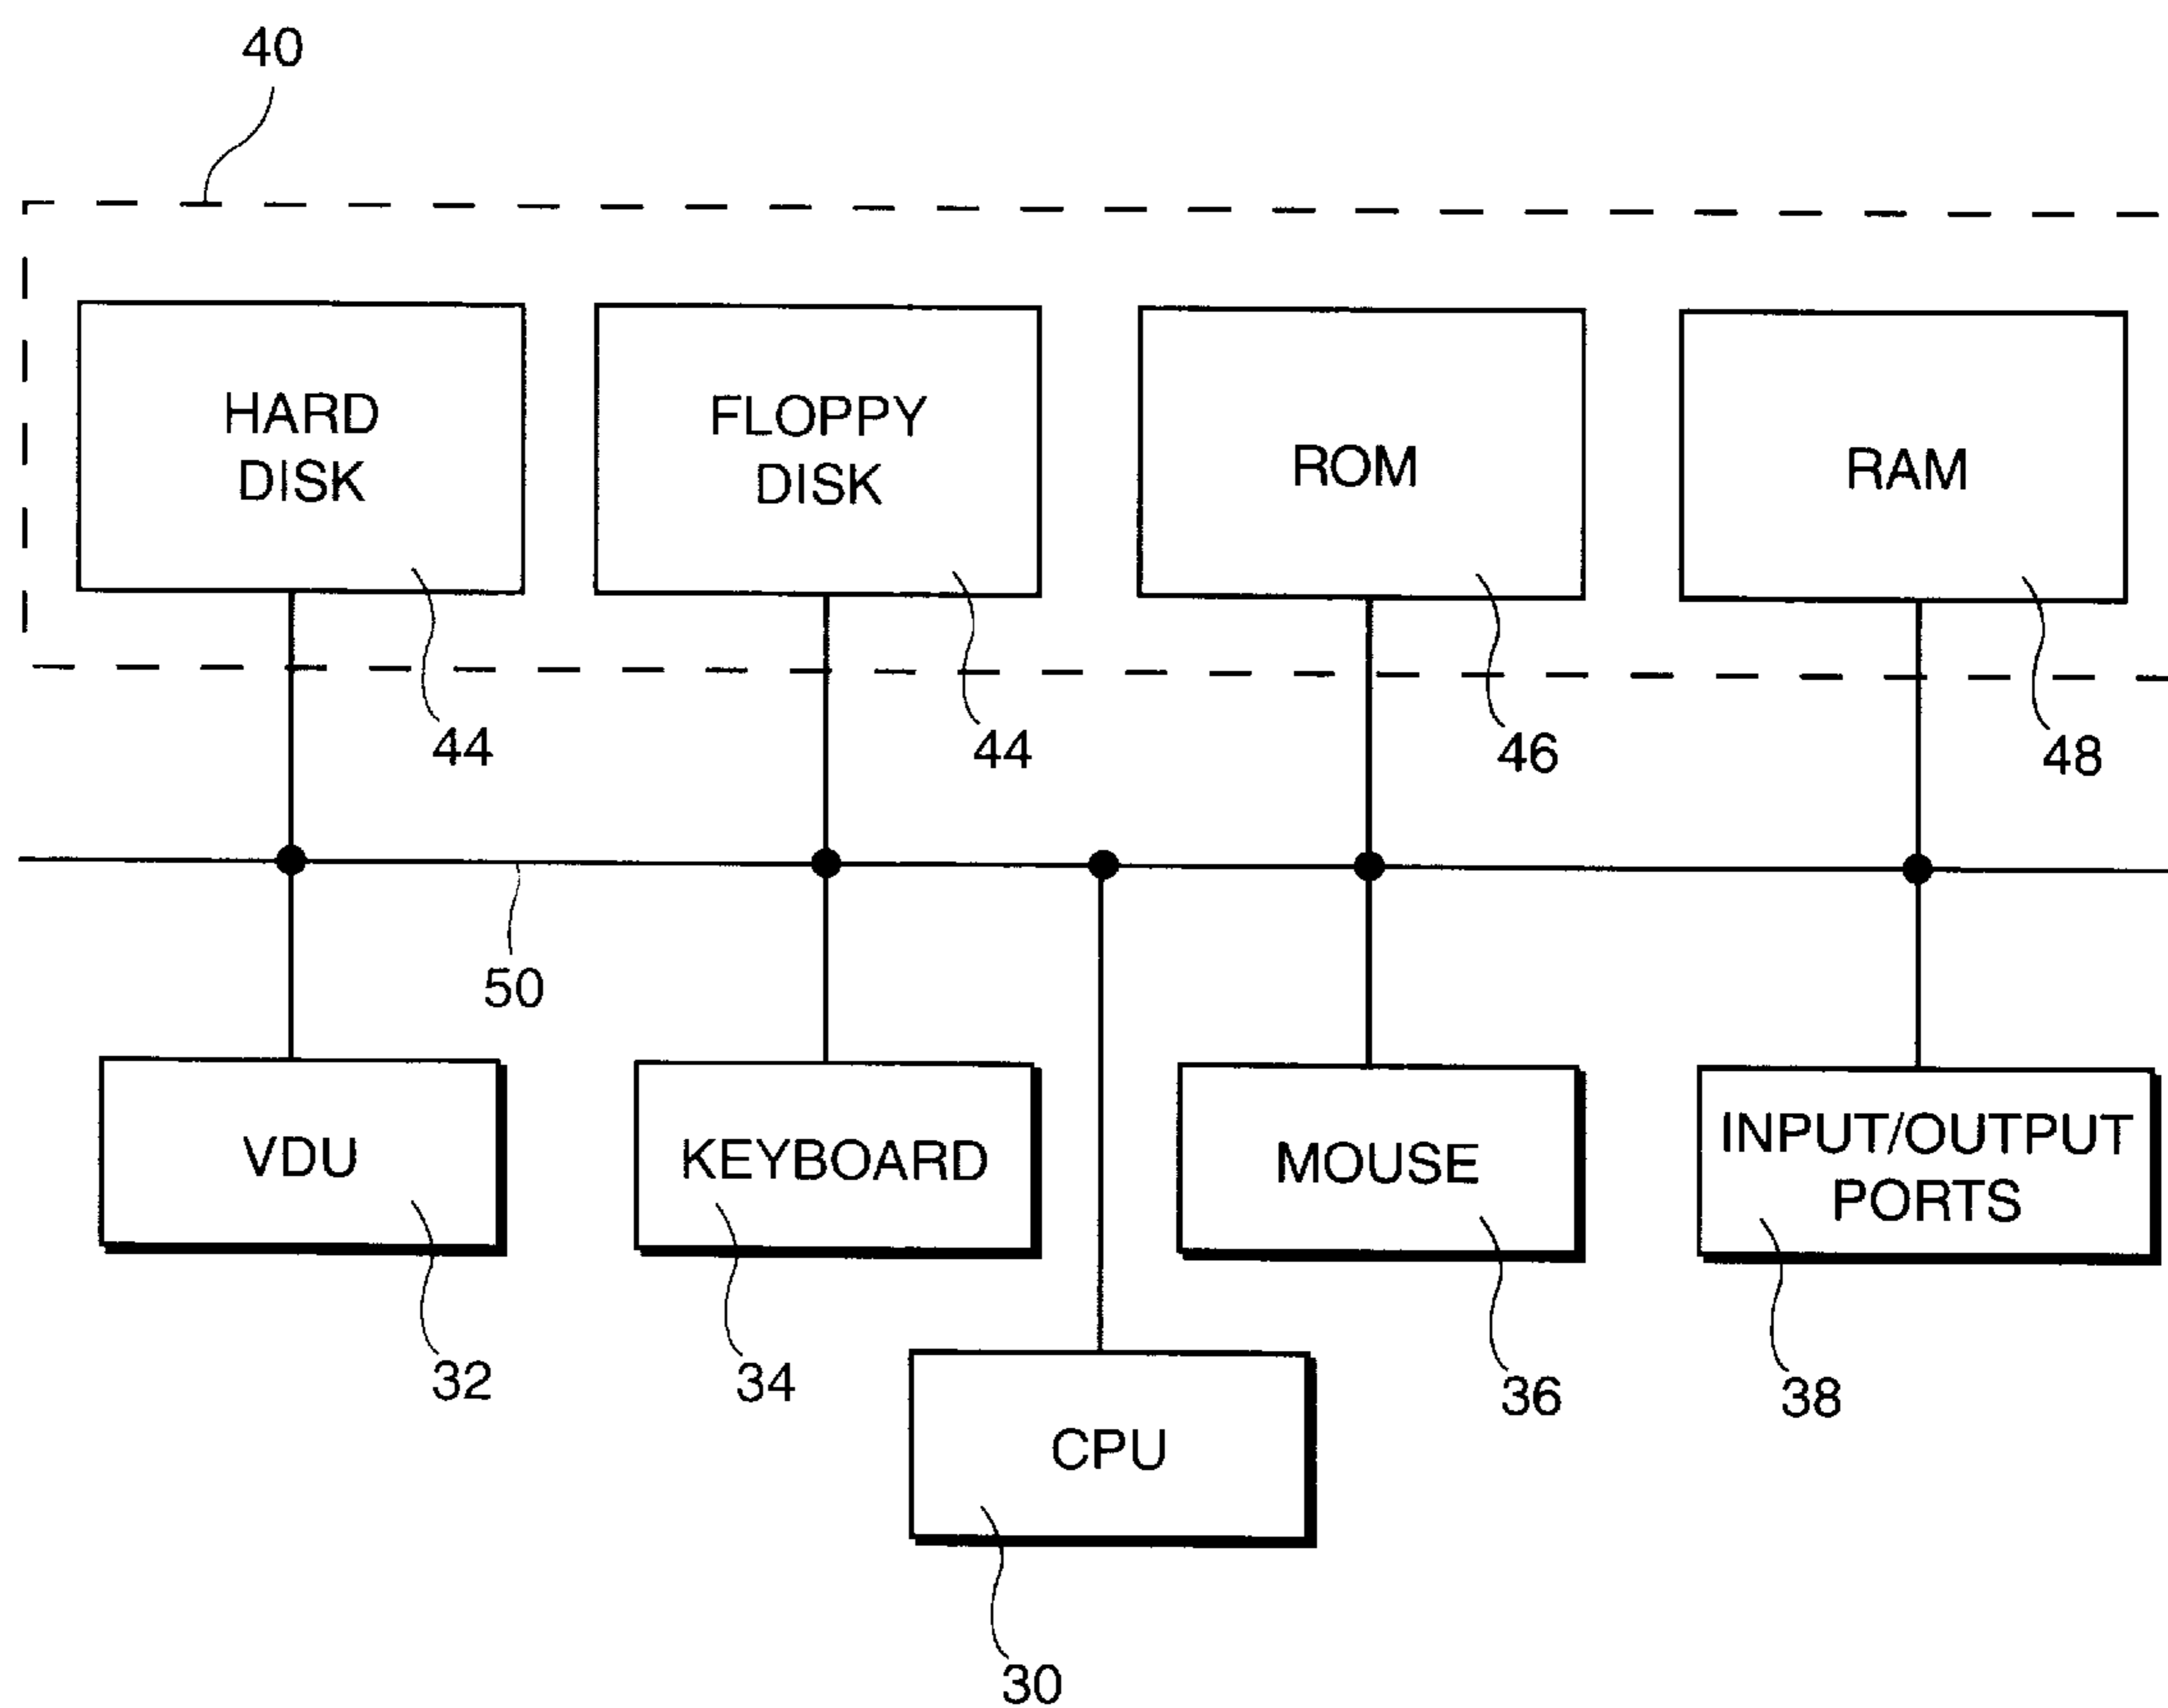 40
HARD
DISK
FLOPPY
DISK
ROM
RAM
44
44
46
48
50
VDU
KEYBOARD
MOUSE
INPUT/OUTPUT
PORTS
32
34
36
38
CPU
30